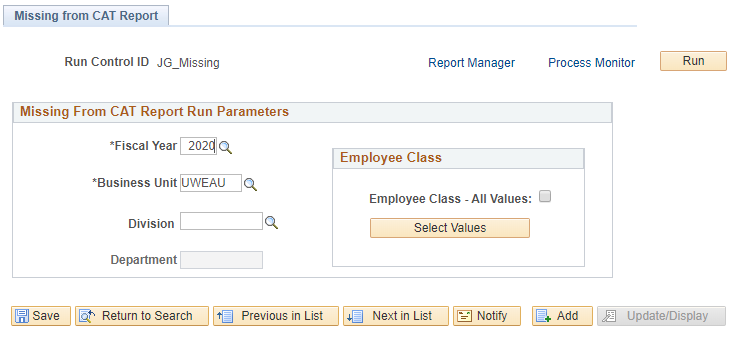 Missing from CAT Report
Run Control ID JG_Missing Report Manager Process Monitor Run
Missing From CAT Report Run Parameters
*Fiscal Year 2020
Employee Class
*Business Unit UWEAU
Employee Class - All Values:
Division
Select Values
Department
Save Return to Search Previous in List Next in List Notify Add Update/Display